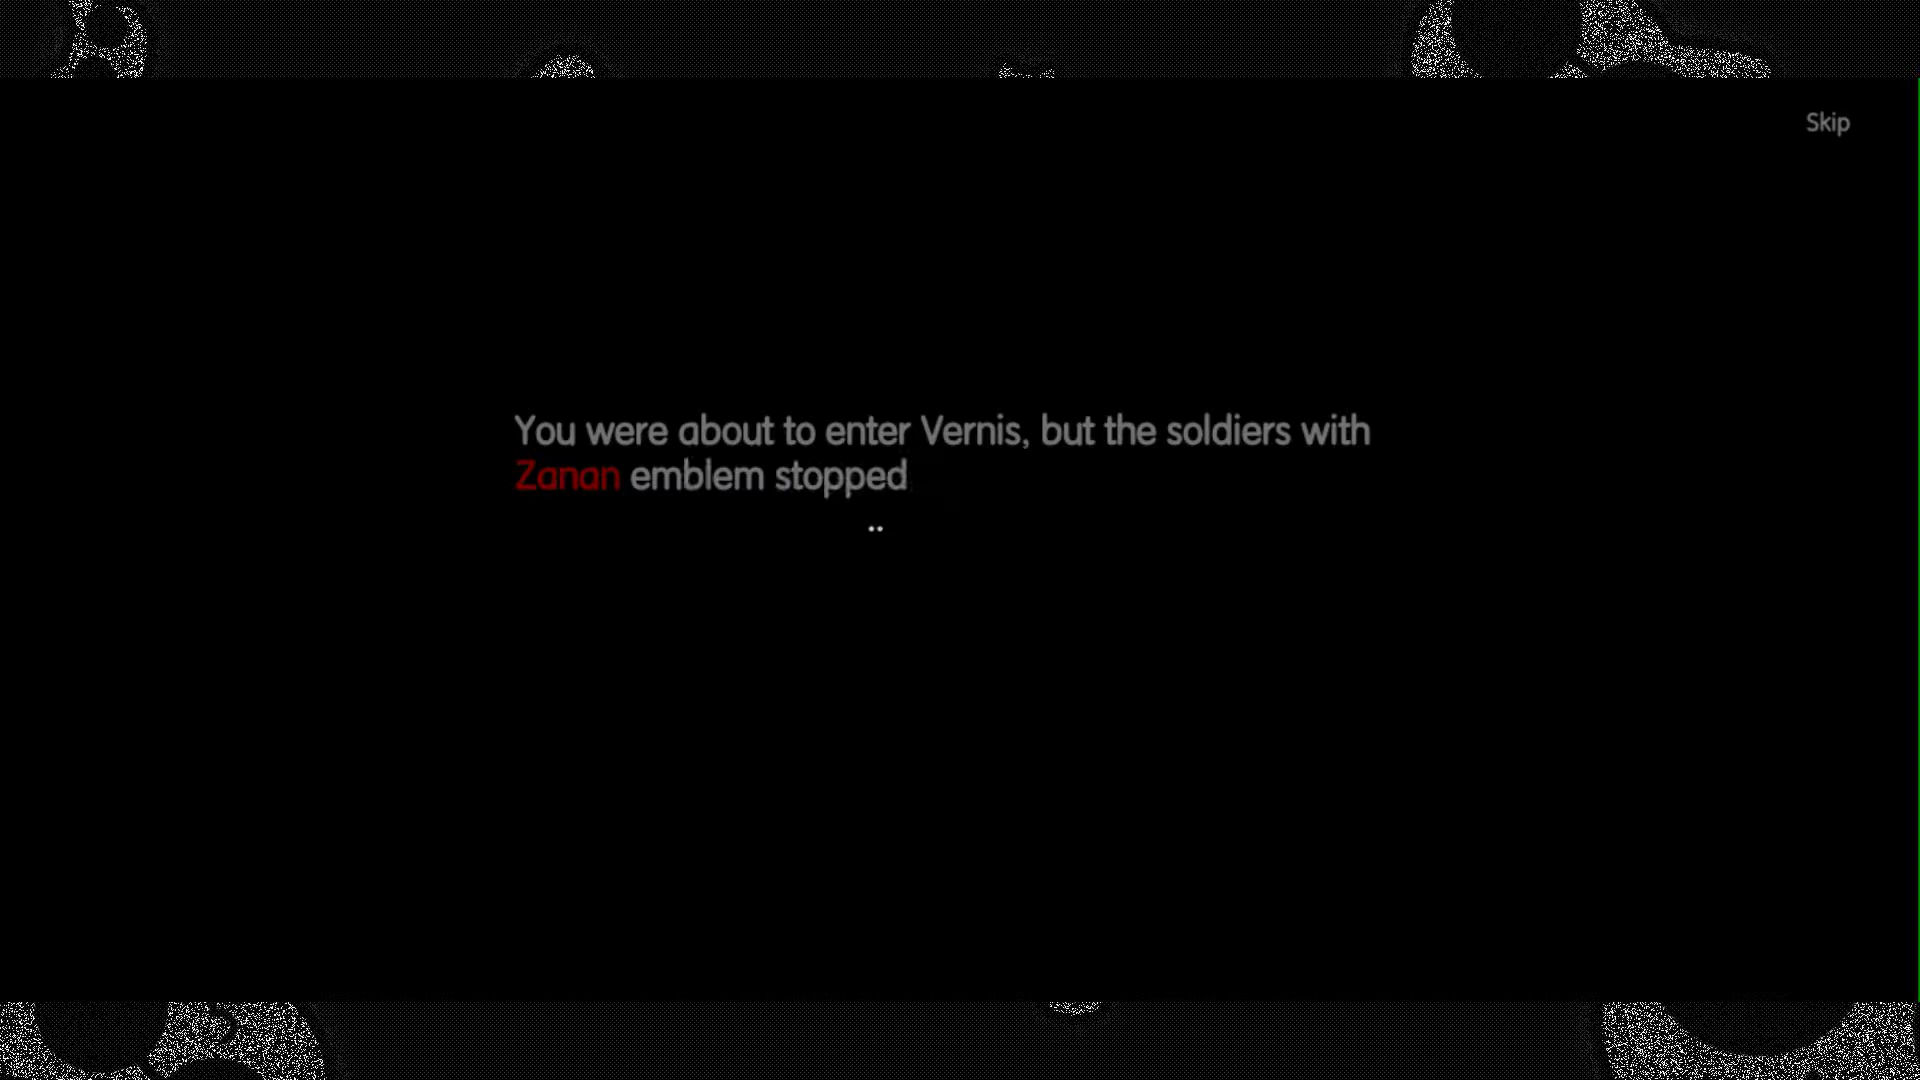 Skip
You were about to enter Vernis, but the soldiers with
Zanan emblem stopped
..